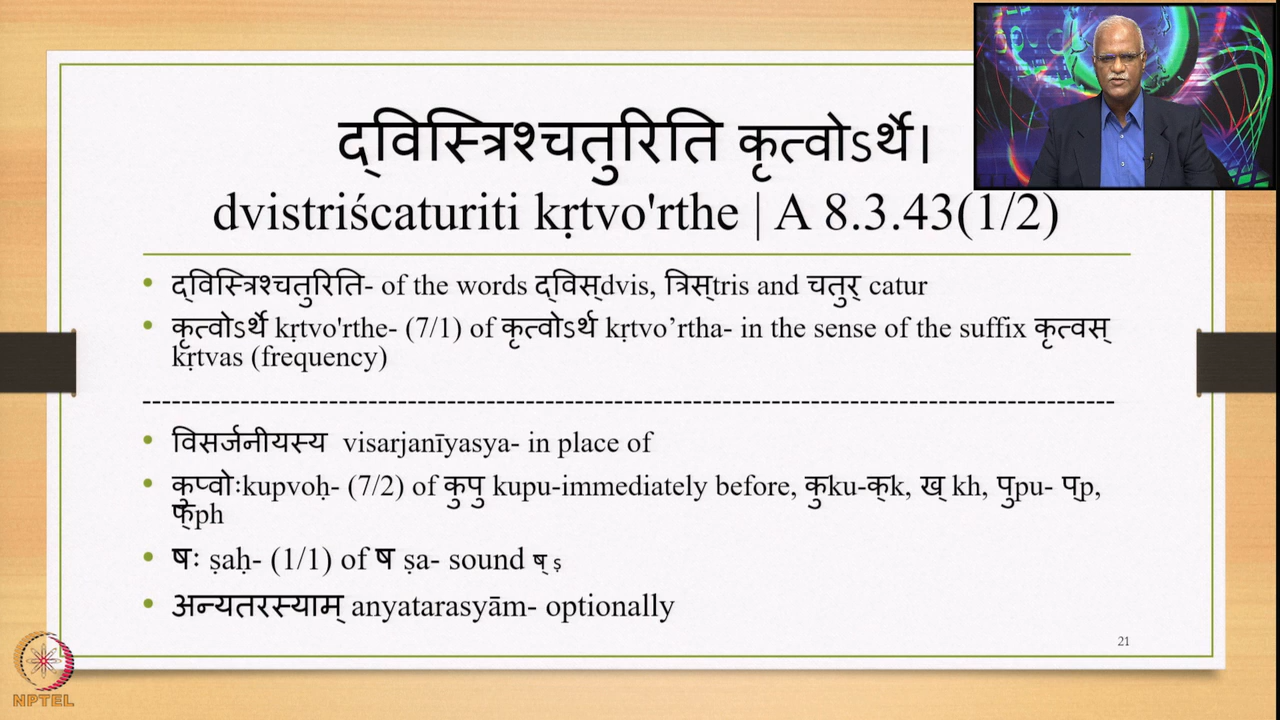 द्विस्त्रिश्चतुरिति कृत्वोऽर्थे।
dvistriścaturiti kṛtvo'rthe | A 8.3.43(1/2)
• द्विस्त्रिश्चतुरिति- of the words द्विस्dvis, त्रिस्tris and चतुर् catur
• कृत्वोऽर्थे kṛtvo'rthe- (7/1) of कृत्वोऽर्थ kṛtvo’rtha- in the sense of the suffix कृत्वस्
kṛtvas (frequency)
--------------------------------------------------------------------------------------------------
• विसर्जनीयस्य visarjanīyasya- in place of
• कुप्वोःkupvoḥ- (7/2) of कुपु kupu-immediately before, कुku-क्k, ख् kh, पुpu- प्p,
फ्ph
• षः ṣaḥ- (1/1) of ष ṣa- sound ष् ṣ
• अन्यतरस्याम् anyatarasyām- optionally
21
NPTEL